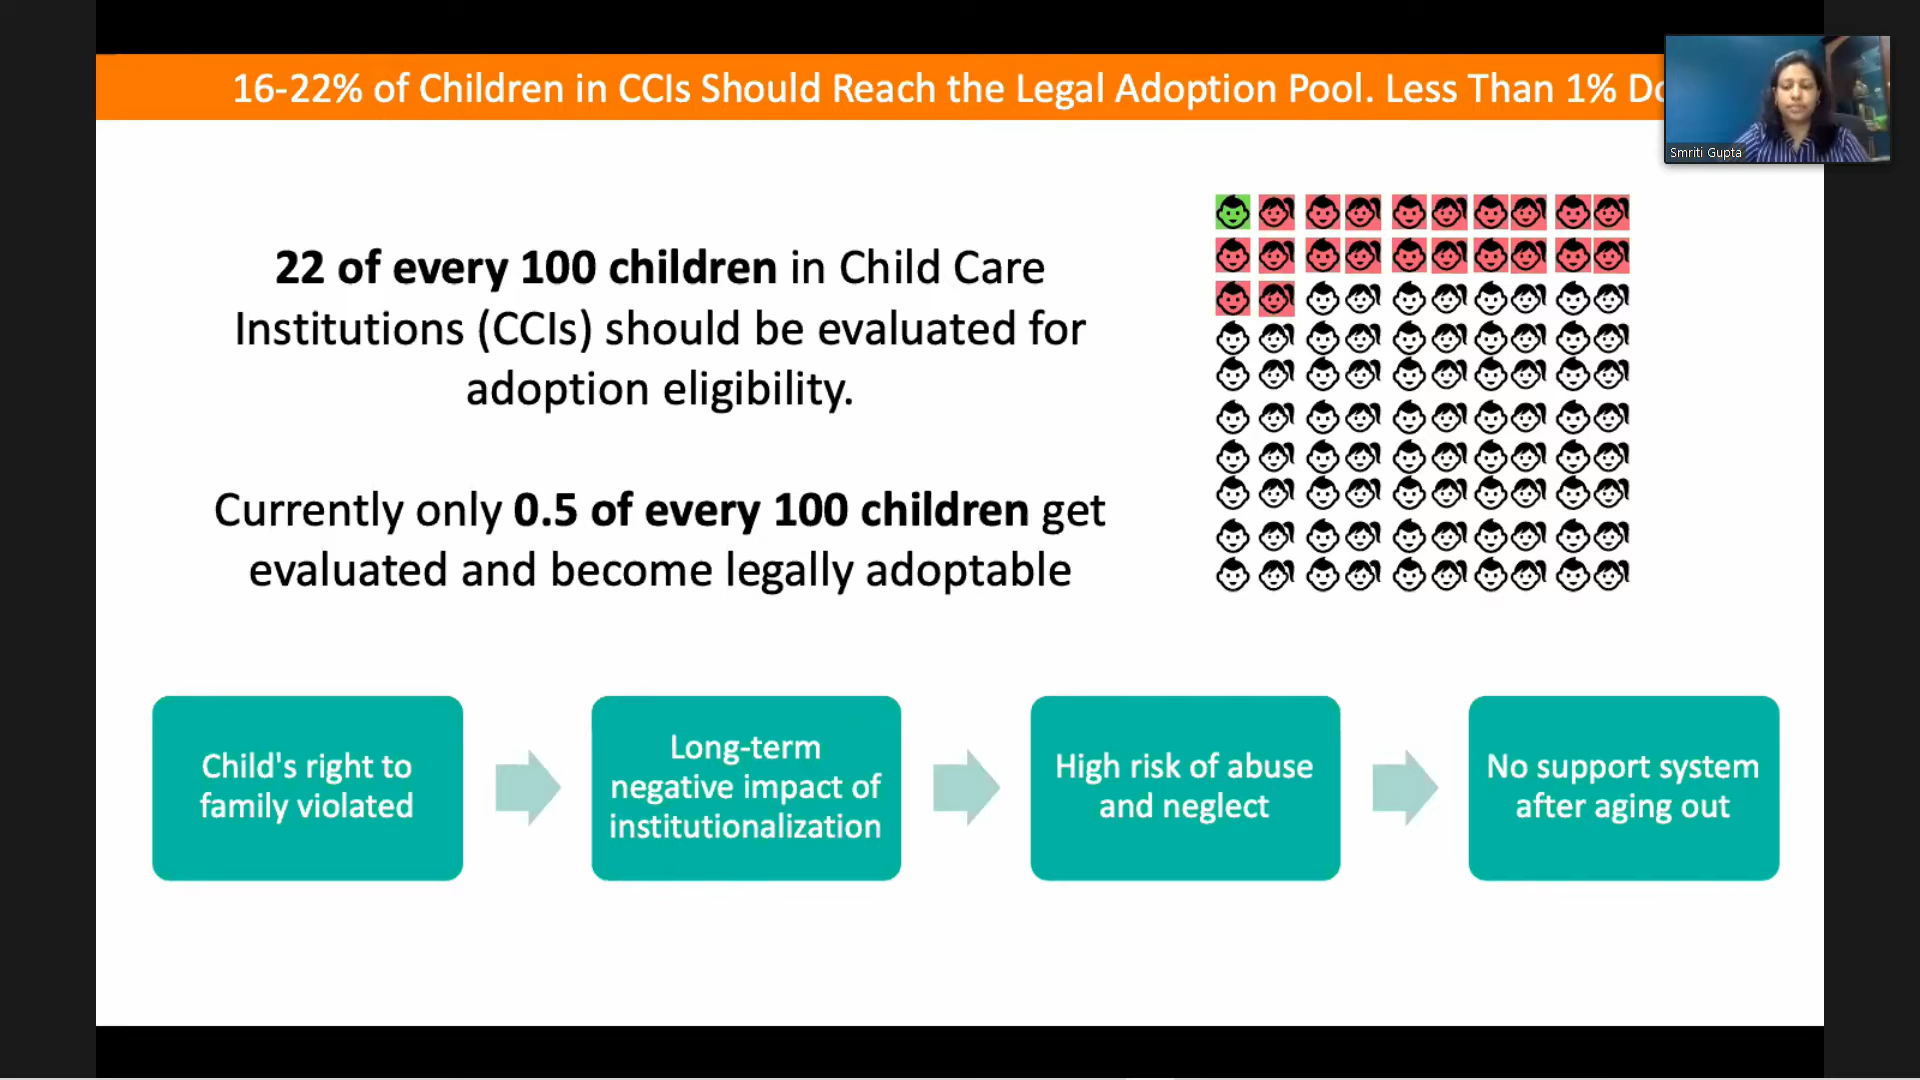 16-22% of Children in CCIs Should Reach the Legal Adoption Pool. Less Than 1%
Smriti Gupta
22 of every 100 children in Child Care
Institutions (CCIs) should be evaluated for
adoption eligibility.
Currently only 0.5 of every 100 children get
evaluated and become legally adoptable
Child's right to
family violated
Long-term
negative impact of
institutionalization
High risk of abuse
and neglect
No support system
after aging out